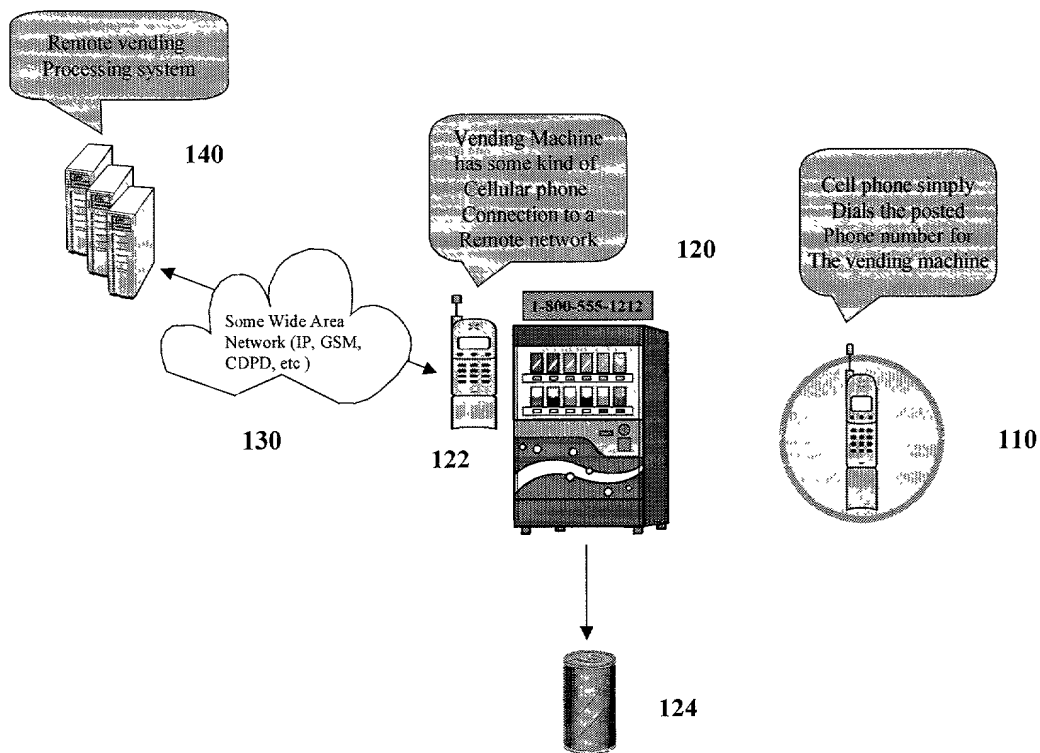 Remote vending
Processing system
140
Vending Machine
has some kind of
Cellular phone
Connection to a
Remote network
120
Cell phone simply
Dials the posted
Phone number for
The vending machine
1-800-555-1212
Some Wide Area
Network (IP, GSM,
CDPD, etc )
130
122
110
124